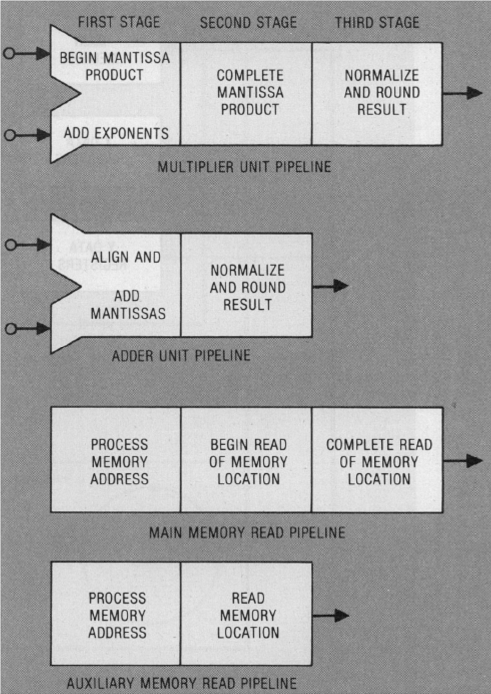 FIRST STAGE SECOND STAGE THIRD STAGE
BEGIN MANTISSA
PRODUCT
ADD EXPONENTS
COMPLETE
MANTISSA
PRODUCT
NORMALIZE
AND ROUND
RESULT
MULTIPLIER UNIT PIPELINE
ALIGN AND
ADD
MANTISSAS
NORMALIZE
AND ROUND
RESULT
ADDER UNIT PIPELINE
PROCESS
MEMORY
ADDRESS
BEGIN READ
OF MEMORY
LOCATION
COMPLETE READ
OF MEMORY
LOCATION
MAIN MEMORY READ PIPELINE
PROCESS
MEMORY
ADDRESS
READ
MEMORY
LOCATION
AUXILIARY MEMORY READ PIPELINE